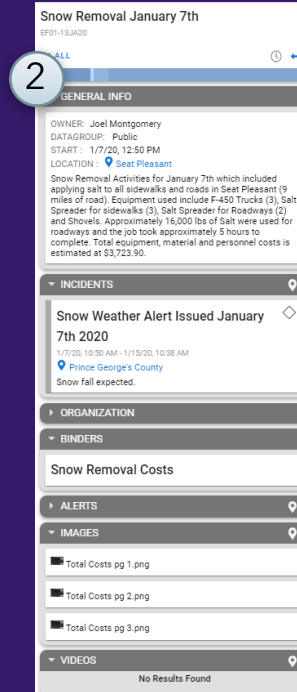 Snow Removal January 7th
EF01-13JA20
ALL
2
GENERAL INFO
OWNER: Joel Montgomery
DATAGROUP: Public
START: 1/7/20, 12:50 PM
LOCATION: Seat Pleasant
Snow Removal Activities for January 7th which included
applying salt to all sidewalks and roads in Seat Pleasant (9
miles of road). Equipment used include F-450 Trucks (3), Salt
Spreader for sidewalks (3), Salt Spreader for Roadways (2)
and Shovels. Approximately 16,000 lbs of Salt were used for
roadways and the job took approximately 5 hours to
complete. Total equipment, material and personnel costs is
estimated at $3,723.90.
INCIDENTS
Snow Weather Alert Issued January
7th 2020
1/7/20, 10:50 AM - 1/15/20, 10:38 AM
Prince George's County
Snow fall expected.
ORGANIZATION
BINDERS
Snow Removal Costs
ALERTS
IMAGES
Total Costs pg 1.png
Total Costs pg 2.png
Total Costs pg 3.png
VIDEOS
No Results Found